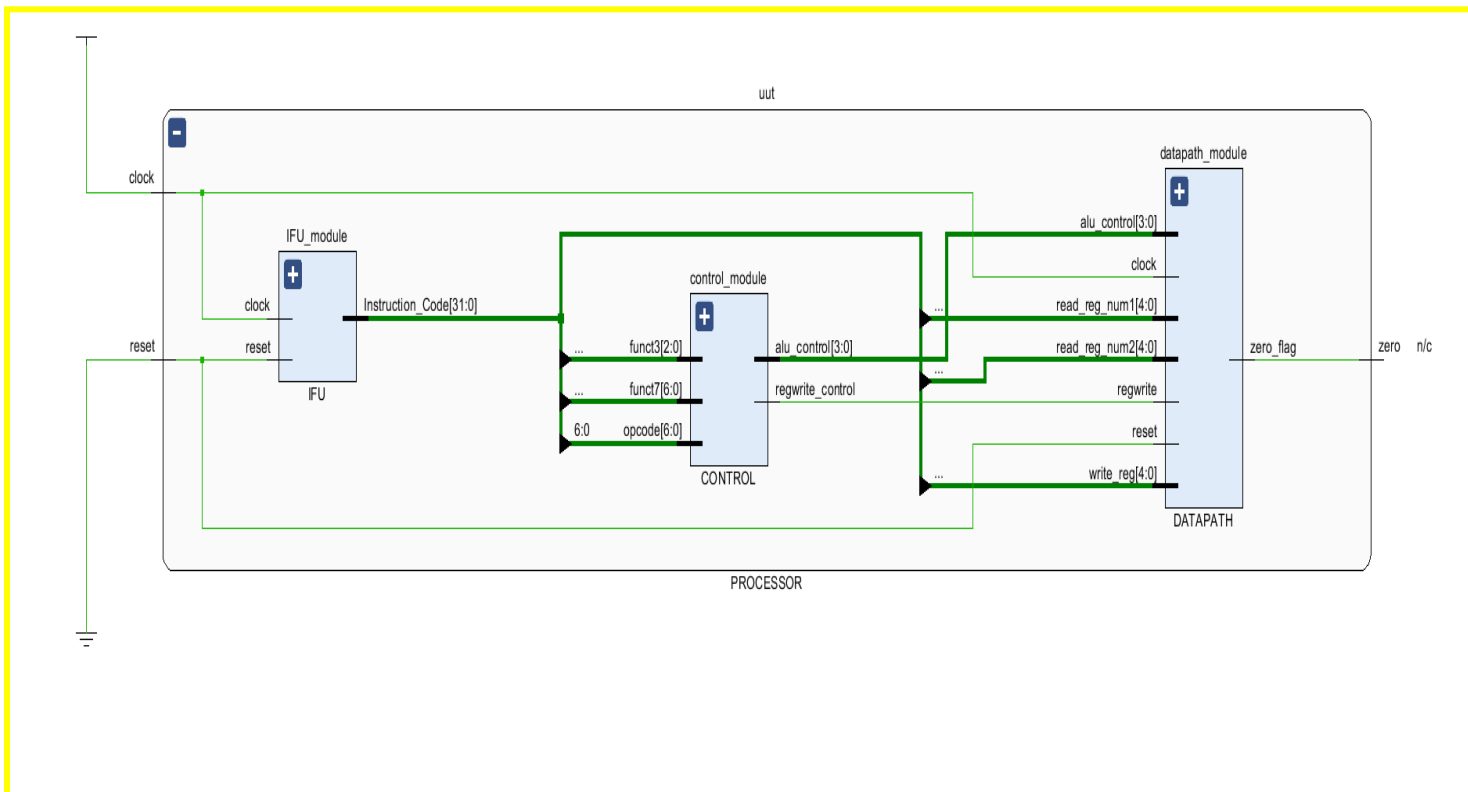 uut
datapath_module
clock
alu_control[3:0]
IFU_module
clock
control_module
clock
Instruction_Code[31:0]
...
read_reg_num1[4:0]
reset
reset
...
funct3[2:0]
alu_control[3:0]
read_reg_num2[4:0]
zero_flag
zero
n/c
...
IFU
...
funct7[6:0]
regwrite_control
regwrite
6:0
opcode[6:0]
reset
CONTROL
...
write_reg[4:0]
DATAPATH
PROCESSOR